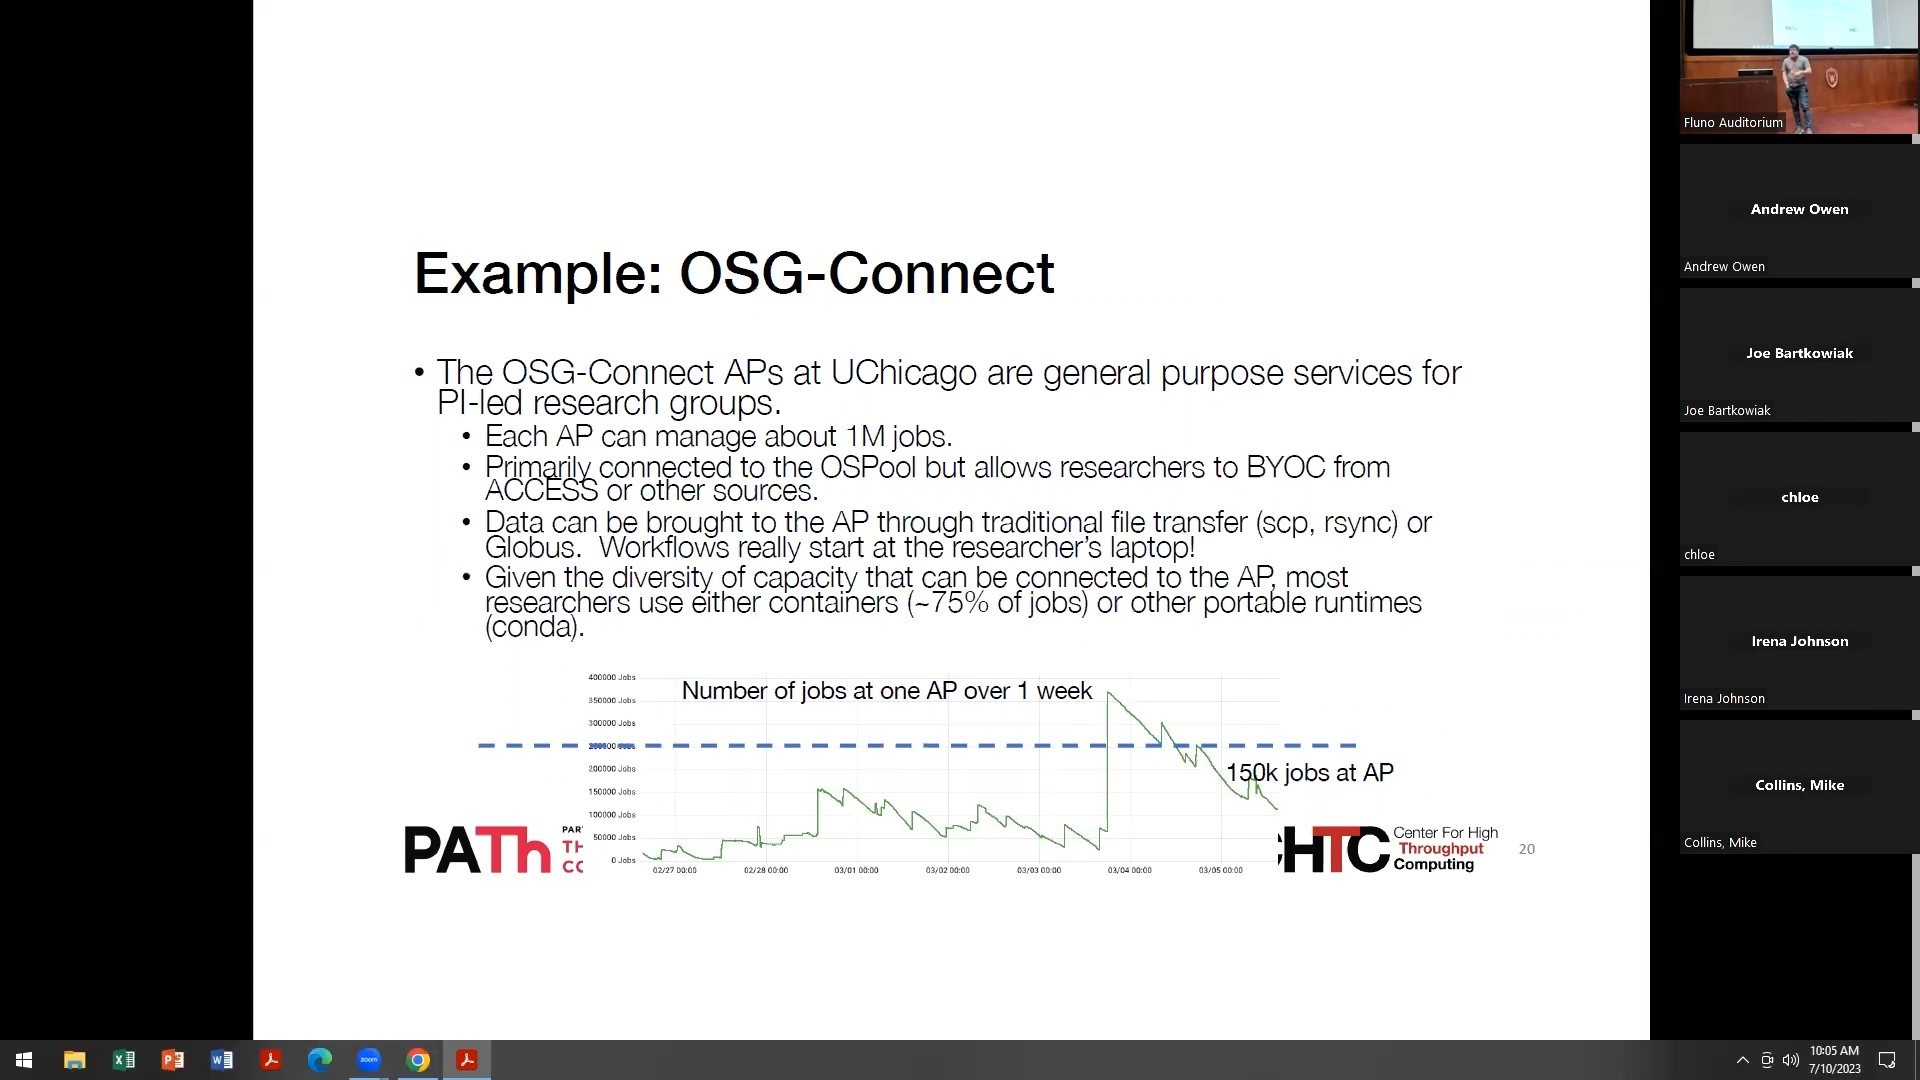 Example: OSG-Connect
• The OSG-Connect APs at UChicago are general purpose services for
PI-led research groups.
• Each AP can manage about 1M jobs.
• Primarily connected to the OSPool but allows researchers to BYOC from
ACCESS or other sources.
• Data can be brought to the AP through traditional file transfer (scp, rsync) or
Globus.  Workflows really start at the researcher's laptop!
• Given the diversity of capacity that can be connected to the AP, most
researchers use either containers (~75% of jobs) or other portable runtimes
(conda).
Number of jobs at one AP over 1 week
400000 Jobs
350000 Jobs
300000 Jobs
200000 Jobs
150000 Jobs
100000 Jobs
50000 Jobs
0 Jobs
02/27 00:00
02/28 00:00
03/01 00:00
03/02 00:00
03/03 00:00
03/04 00:00
03/05 00:00
150k jobs at AP
PATh
PAR
TH
CC
HTC
Center For High
Throughput
Computing
20
Fluno Auditorium
Andrew Owen
Andrew Owen
Joe Bartkowiak
Joe Bartkowiak
chloe
chloe
Irena Johnson
Irena Johnson
Collins, Mike
Collins, Mike
zoom
10:05 AM
7/10/2023